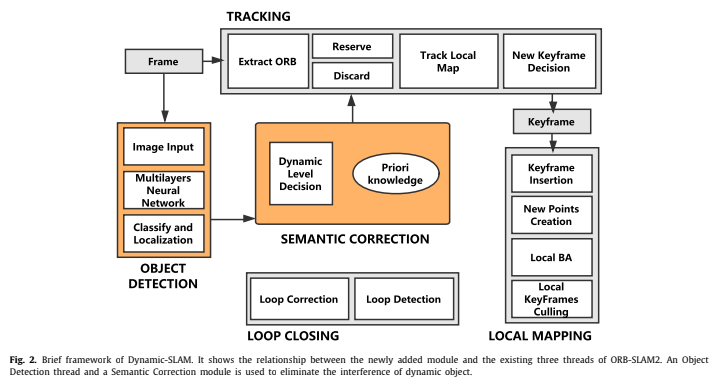 TRACKING
Frame
Extract ORB
Reserve
Discard
Track Local
Map
New Keyframe
Decision
Keyframe
Image Input
Multilayers
Neural
Network
Classify and
Localization
OBJECT
DETECTION
Dynamic
Level
Decision
Priori
knowledge
SEMANTIC CORRECTION
Keyframe
Insertion
New Points
Creation
Local BA
Local
KeyFrames
Culling
LOCAL MAPPING
Loop Correction
Loop Detection
LOOP CLOSING
Fig. 2. Brief framework of Dynamic-SLAM. It shows the relationship between the newly added module and the existing three threads of ORB-SLAM2. An Object
Detection thread and a Semantic Correction module is used to eliminate the interference of dynamic object.